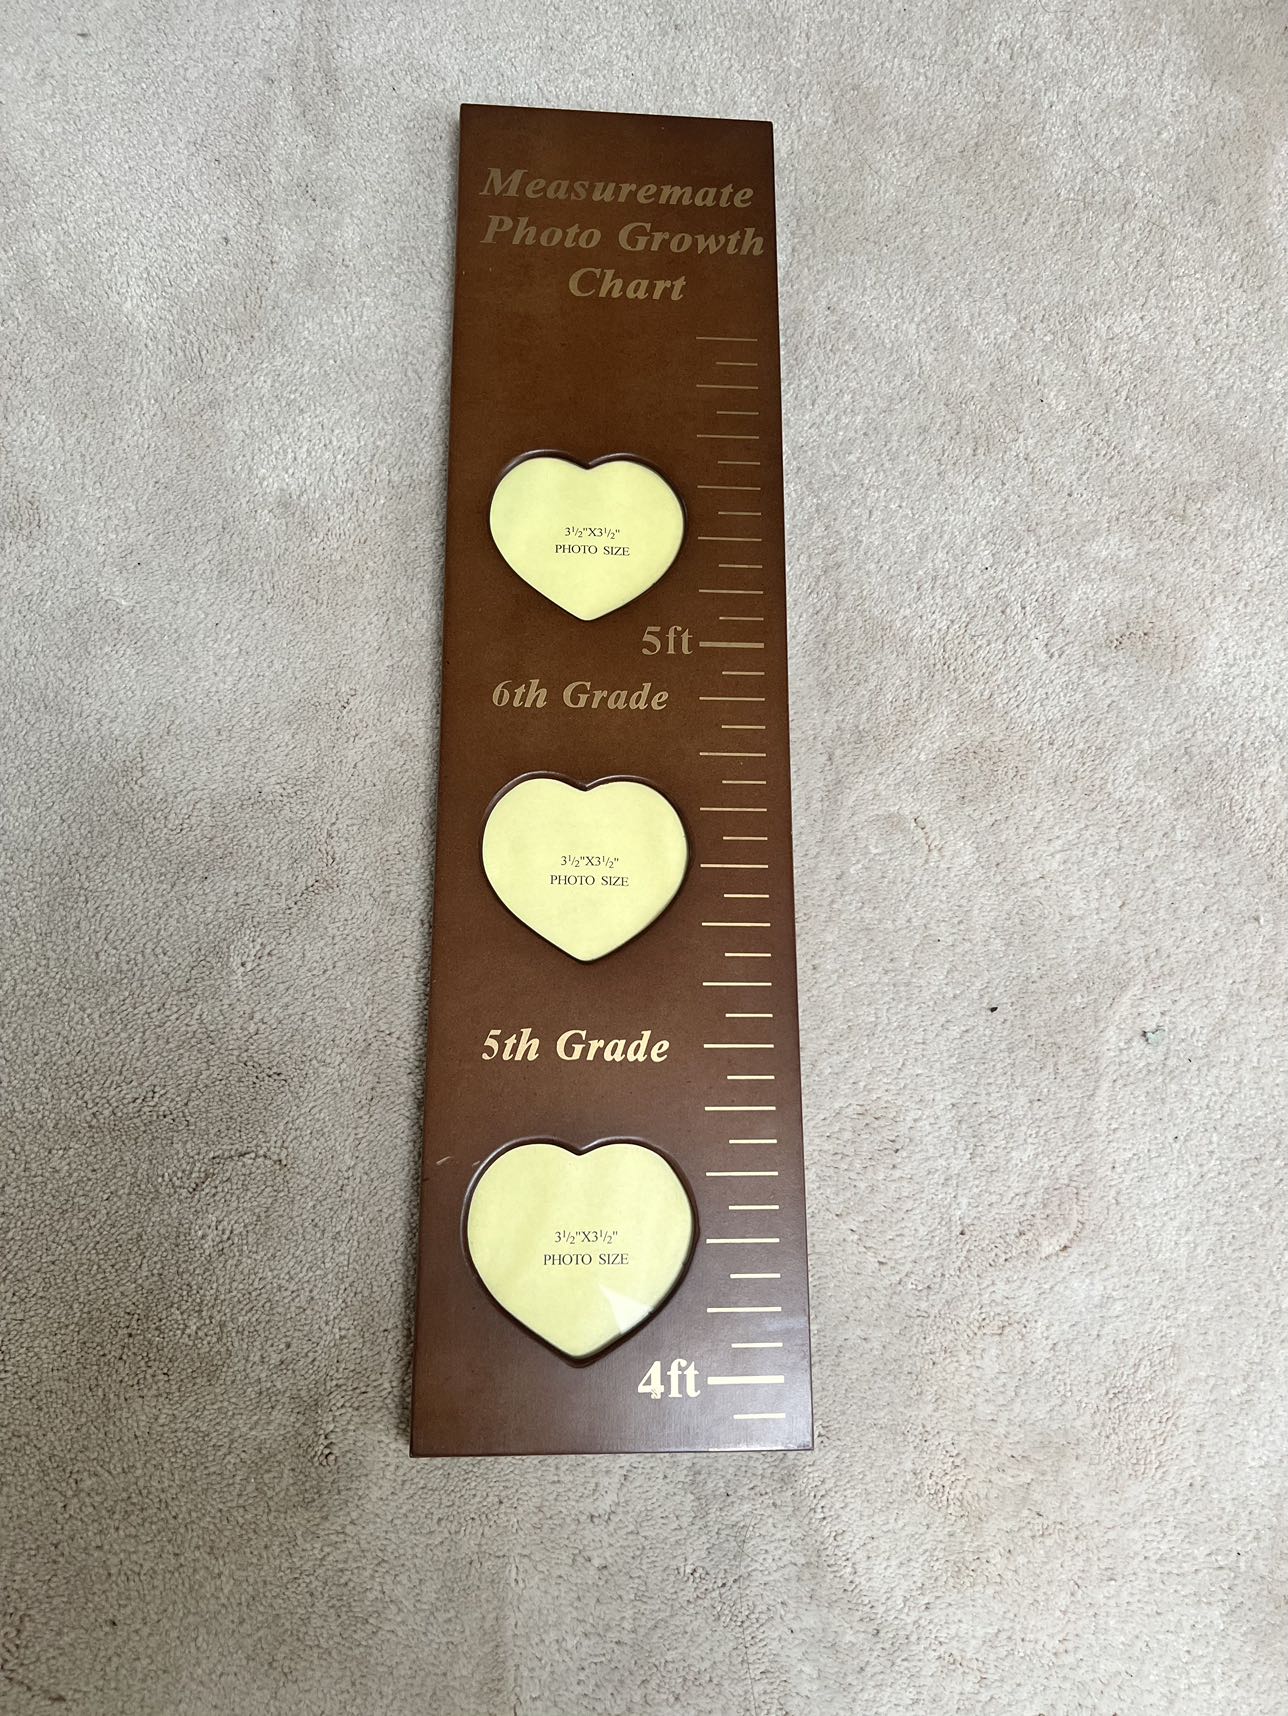 Measuremate
Photo Growth
Chart
3½"X3½"
PHOTO SIZE
5ft
6th Grade
3½"X3½"
PHOTO SIZE
5th Grade
3½"X3½"
PHOTO SIZE
4ft